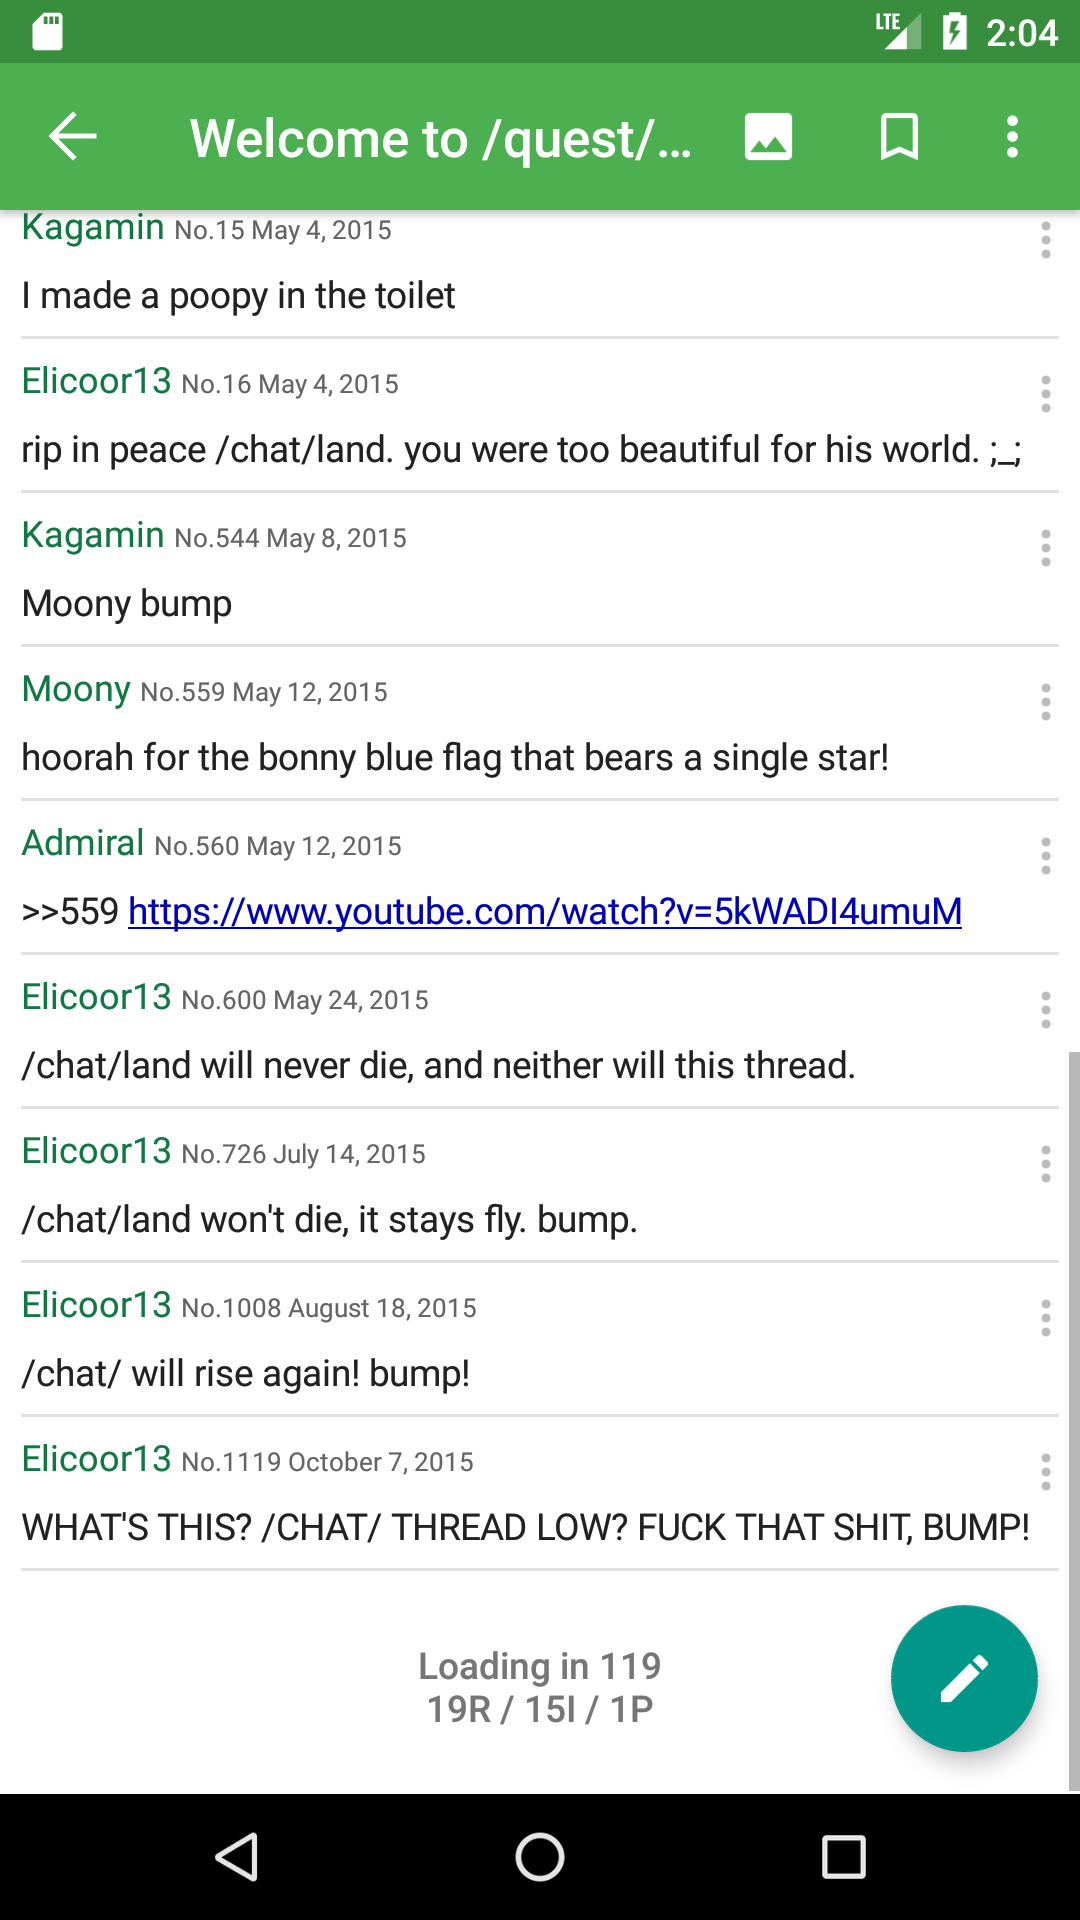 LTE 2:04
Welcome to /quest/...
Kagamin No.15 May 4, 2015
I made a poopy in the toilet
Elicoor13 No.16 May 4, 2015
rip in peace /chat/land. you were too beautiful for his world. ;_;
Kagamin No.544 May 8, 2015
Moony bump
Moony No.559 May 12, 2015
hoorah for the bonny blue flag that bears a single star!
Admiral No.560 May 12, 2015
>>559 https://www.youtube.com/watch?v=5kWADI4umuM
Elicoor13 No.600 May 24, 2015
/chat/land will never die, and neither will this thread.
Elicoor13 No.726 July 14, 2015
/chat/land won't die, it stays fly. bump.
Elicoor13 No.1008 August 18, 2015
/chat/ will rise again! bump!
Elicoor13 No.1119 October 7, 2015
WHAT'S THIS? /CHAT/ THREAD LOW? FUCK THAT SHIT, BUMP!
Loading in 119
19R / 15I / 1P